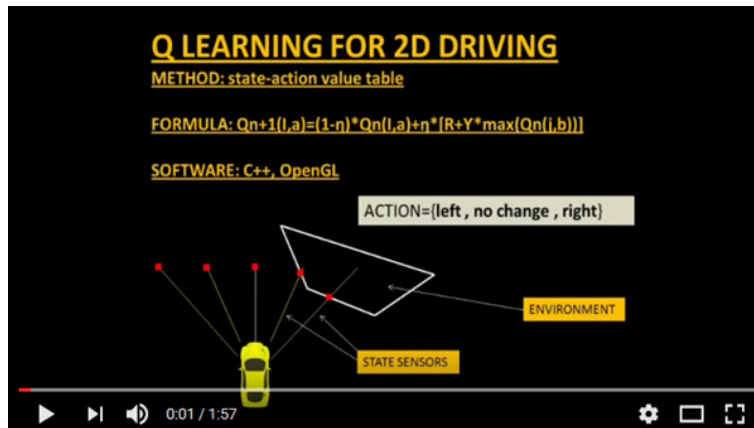 Q LEARNING FOR 2D DRIVING
METHOD: state-action value table
FORMULA: Qn+1(I,a)=(1-η)*Qn(I,a)+η*[R+Y*max(Qn(j,b))]
SOFTWARE: C++, OpenGL
ACTION={left , no change , right}
ENVIRONMENT
STATE SENSORS
0:01 / 1:57